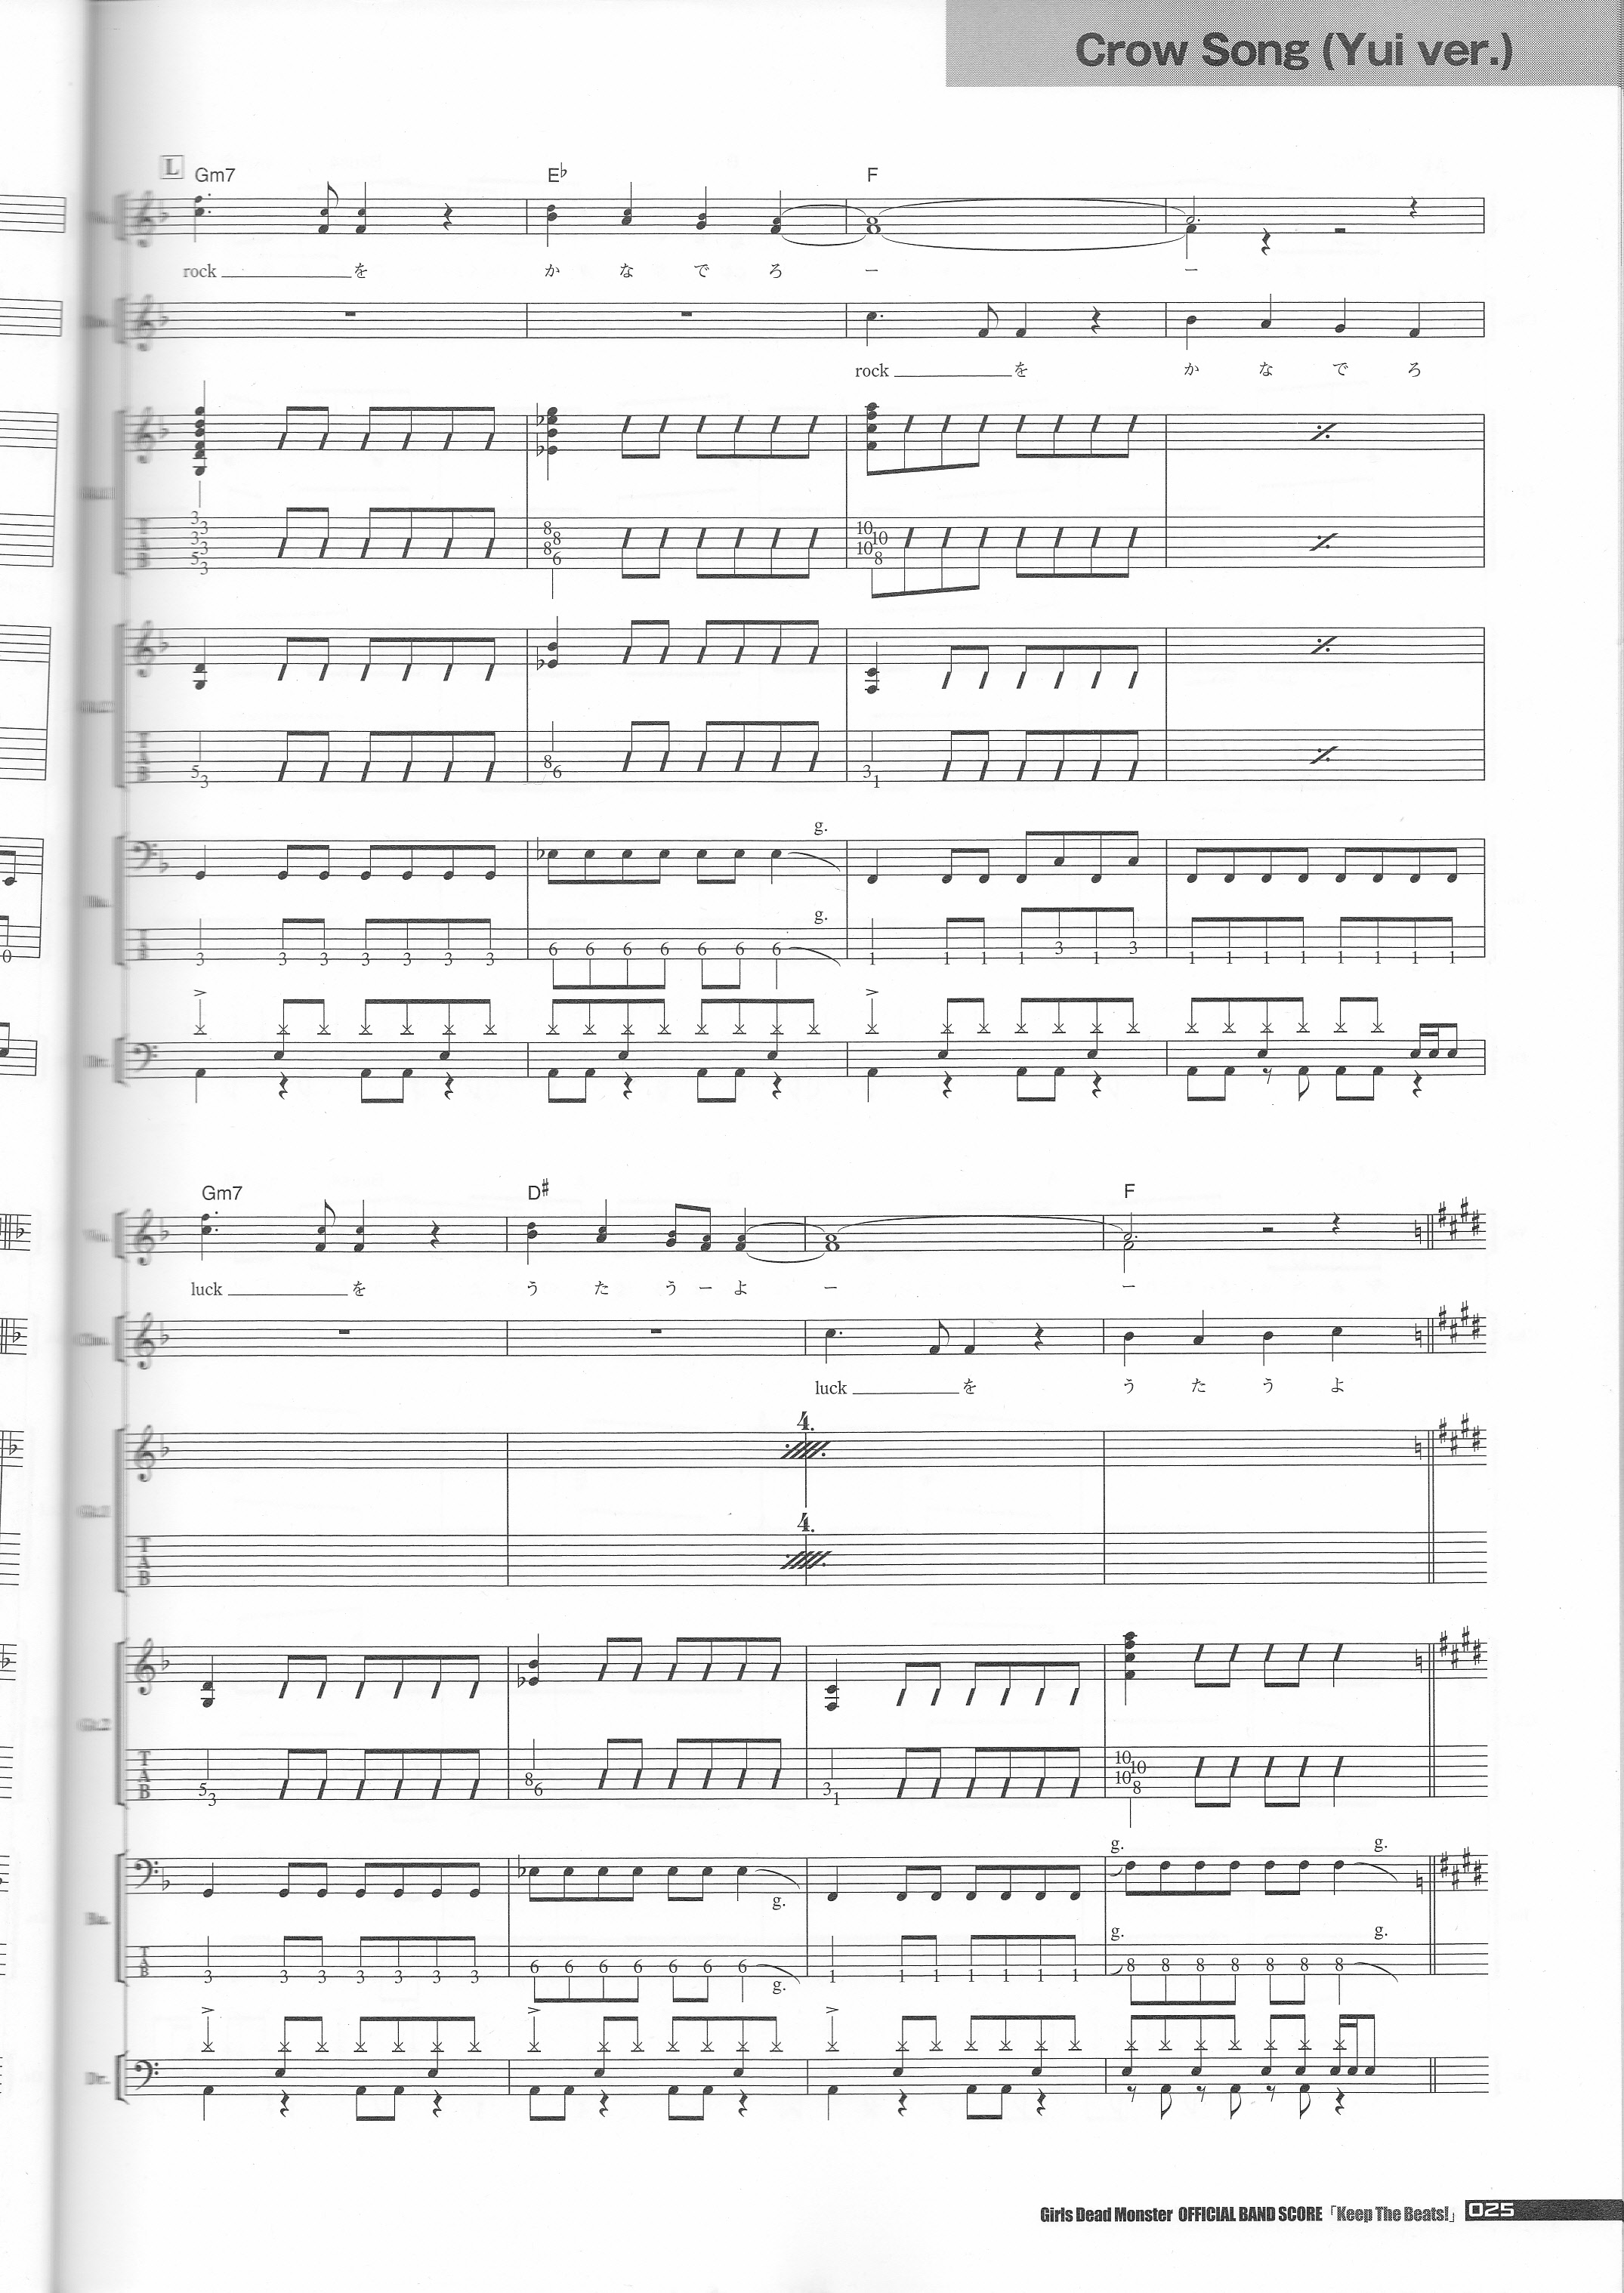 Crow Song (Yui ver.)
L Gm7 E♭ F
rock を か な で ろ ー ー
rock を か な で ろ
3 3 3 3 5 3 8 8 8 6 10 10 10 8
5 3 8 6 3 1
g.
g.
3 3 3 3 3 3 3 6 6 6 6 6 6 6 1 1 1 1 3 1 3 1 1 1 1 1 1 1 1
Gm7 D♯ F
luck を う た う ー よ ー ー
luck を う た う よ
4.
4.
T A B
Gt.2
T A B 5 3 8 6 3 1 10 10 10 8
g. g. g.
Ba.
g. g.
T A B 3 3 3 3 3 3 3 6 6 6 6 6 6 6 1 1 1 1 1 1 1 8 8 8 8 8 8 8
g.
Dr.
Girls Dead Monster OFFICIAL BAND SCORE「Keep The Beats!」 025